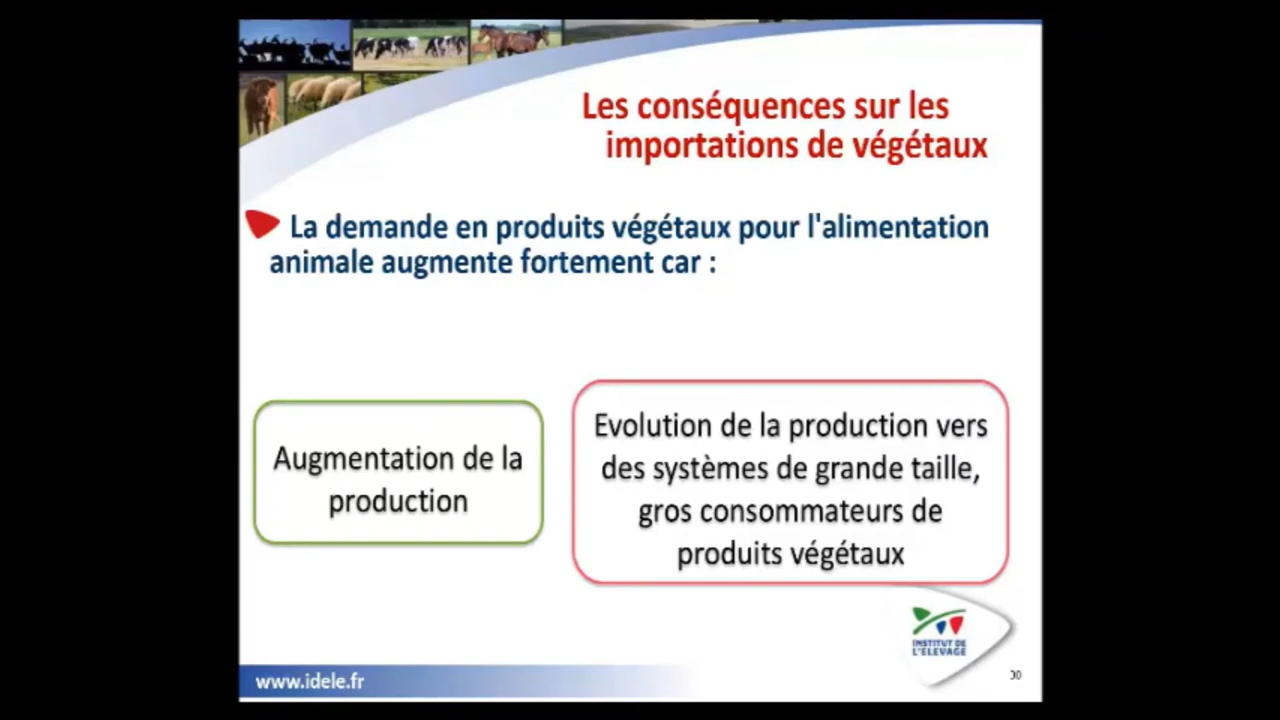 Les conséquences sur les
importations de végétaux
La demande en produits végétaux pour l'alimentation
animale augmente fortement car :
Augmentation de la
production
Evolution de la production vers
des systèmes de grande taille,
gros consommateurs de
produits végétaux
INSTITUT DE
L'ELEVAGE
www.idele.fr